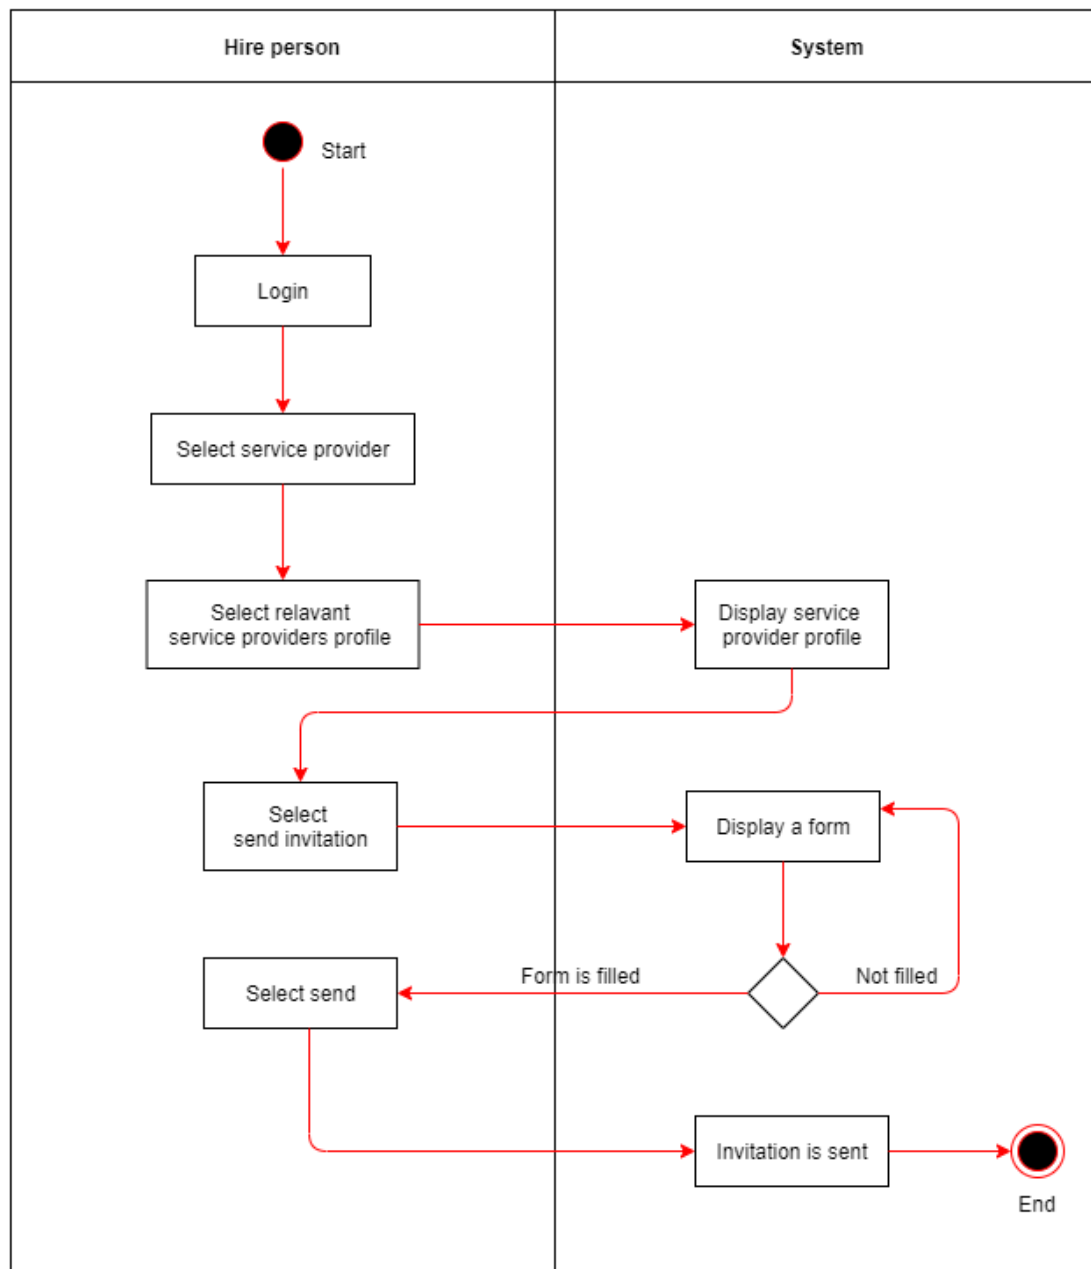 Hire person
System
Start
Login
Select service provider
Select relavant
service providers profile
Display service
provider profile
Select
send invitation
Display a form
Form is filled
Not filled
Select send
Invitation is sent
End